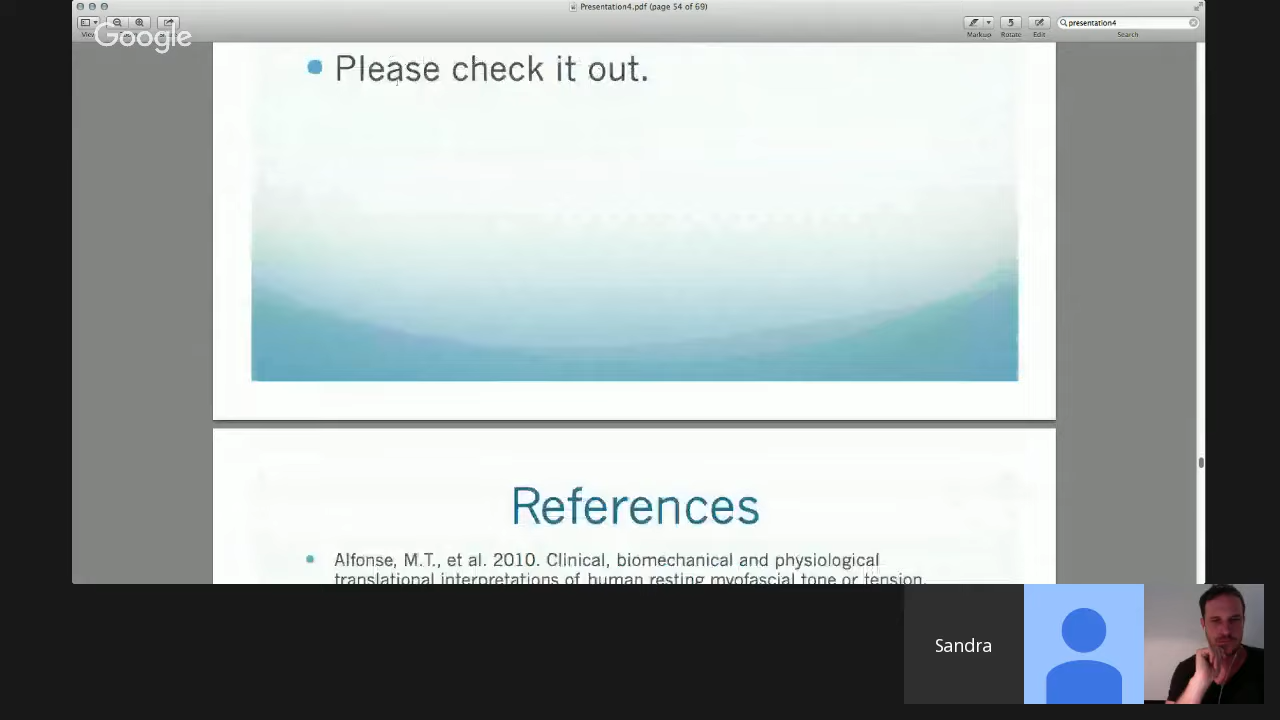 Presentation4.pdf (page 54 of 69)
Google
presentation4
Markup
Rotate
Edit
Search
Please check it out.
References
Alfonse, M.T., et al. 2010. Clinical, biomechanical and physiological
translational interpretations of human resting myofascial tone or tension.
Sandra